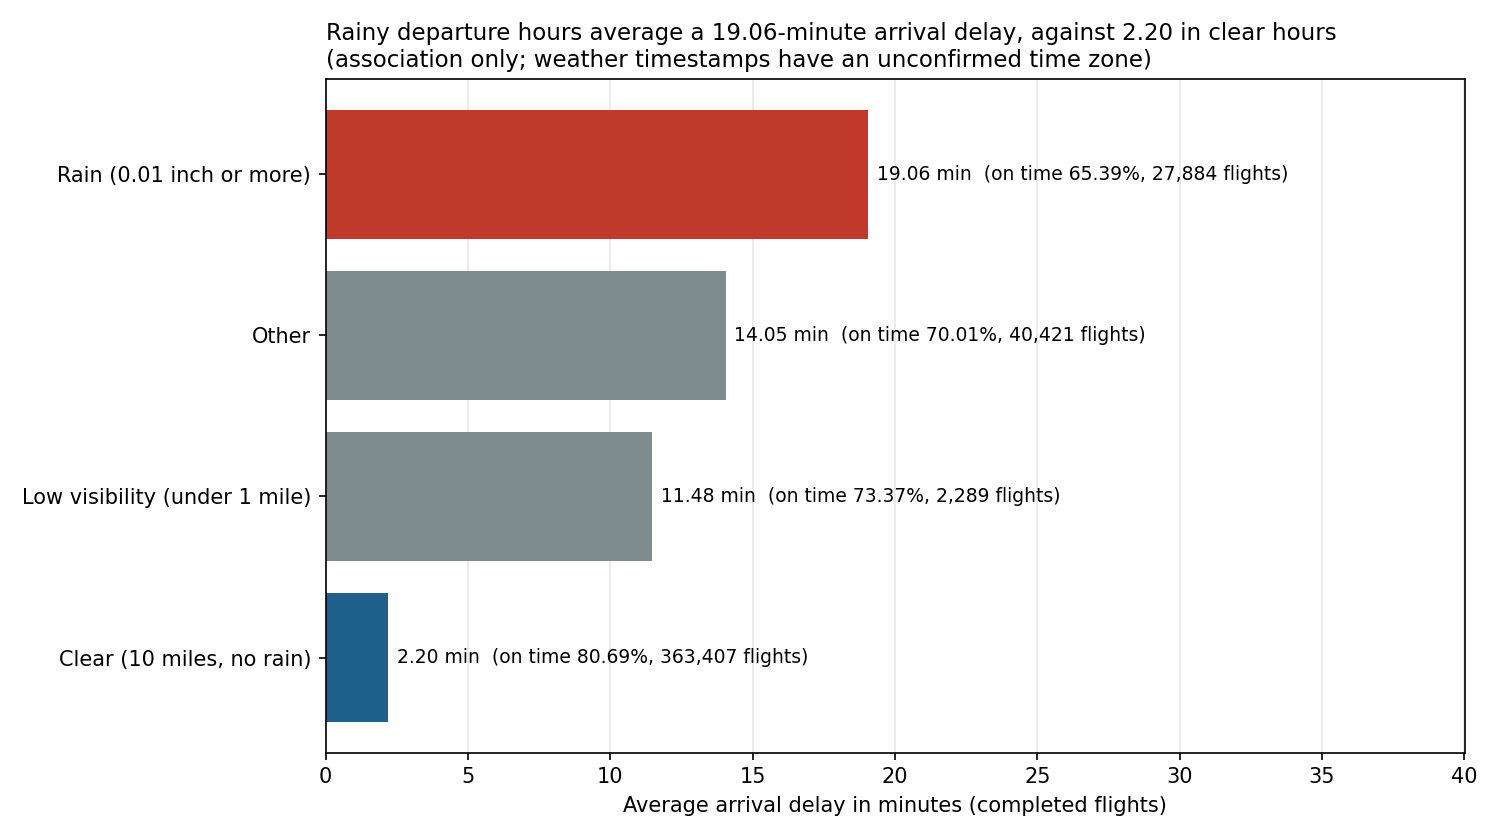 Rainy departure hours average a 19.06-minute arrival delay, against 2.20 in clear hours
(association only; weather timestamps have an unconfirmed time zone)
Rain (0.01 inch or more)
19.06 min (on time 65.39%, 27,884 flights)
Other
14.05 min (on time 70.01%, 40,421 flights)
Low visibility (under 1 mile)
11.48 min (on time 73.37%, 2,289 flights)
Clear (10 miles, no rain)
2.20 min (on time 80.69%, 363,407 flights)
0 5 10 15 20 25 30 35 40
Average arrival delay in minutes (completed flights)